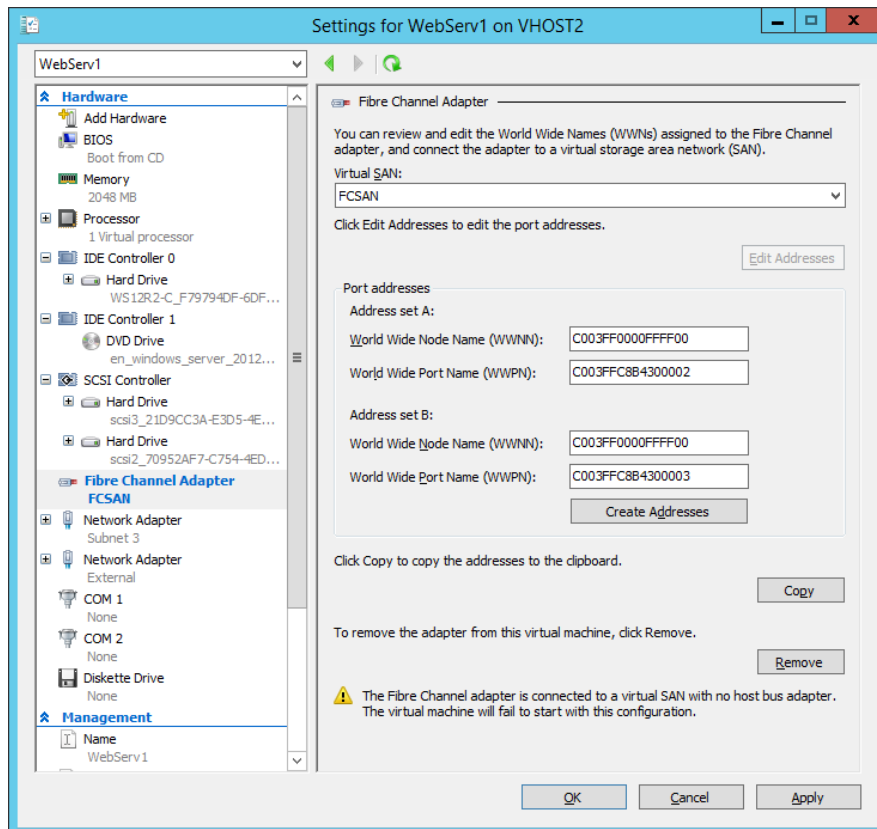 Settings for WebServ1 on VHOST2
WebServ1
Hardware
Add Hardware
BIOS
Boot from CD
Memory
2048 MB
Processor
1 Virtual processor
IDE Controller 0
Hard Drive
WS12R2-C_F79794DF-6DF...
IDE Controller 1
DVD Drive
en_windows_server_2012...
SCSI Controller
Hard Drive
scsi3_21D9CC3A-E3D5-4E...
Hard Drive
scsi2_70952AF7-C754-4ED...
Fibre Channel Adapter
FCSAN
Network Adapter
Subnet 3
Network Adapter
External
COM 1
None
COM 2
None
Diskette Drive
None
Management
Name
WebServ1
Fibre Channel Adapter
You can review and edit the World Wide Names (WWNs) assigned to the Fibre Channel
adapter, and connect the adapter to a virtual storage area network (SAN).
Virtual SAN:
FCSAN
Click Edit Addresses to edit the port addresses.
Edit Addresses
Port addresses
Address set A:
World Wide Node Name (WWNN): C003FF0000FFFF00
World Wide Port Name (WWPN): C003FFC8B4300002
Address set B:
World Wide Node Name (WWNN): C003FF0000FFFF00
World Wide Port Name (WWPN): C003FFC8B4300003
Create Addresses
Click Copy to copy the addresses to the clipboard.
Copy
To remove the adapter from this virtual machine, click Remove.
Remove
The Fibre Channel adapter is connected to a virtual SAN with no host bus adapter.
The virtual machine will fail to start with this configuration.
OK Cancel Apply